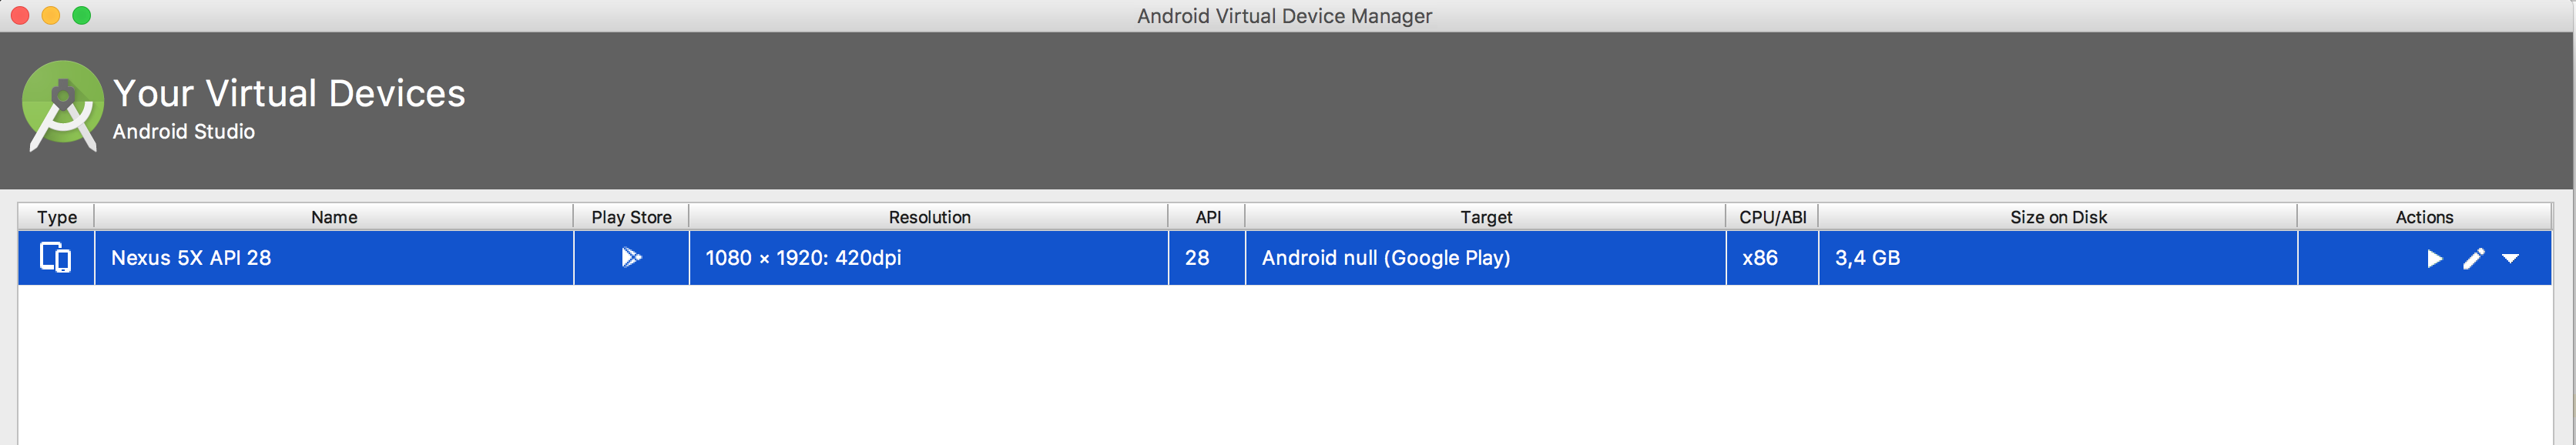 Android Virtual Device Manager
Your Virtual Devices
Android Studio
Type Name Play Store Resolution API Target CPU/ABI Size on Disk Actions
Nexus 5X API 28 1080 × 1920: 420dpi 28 Android null (Google Play) x86 3,4 GB